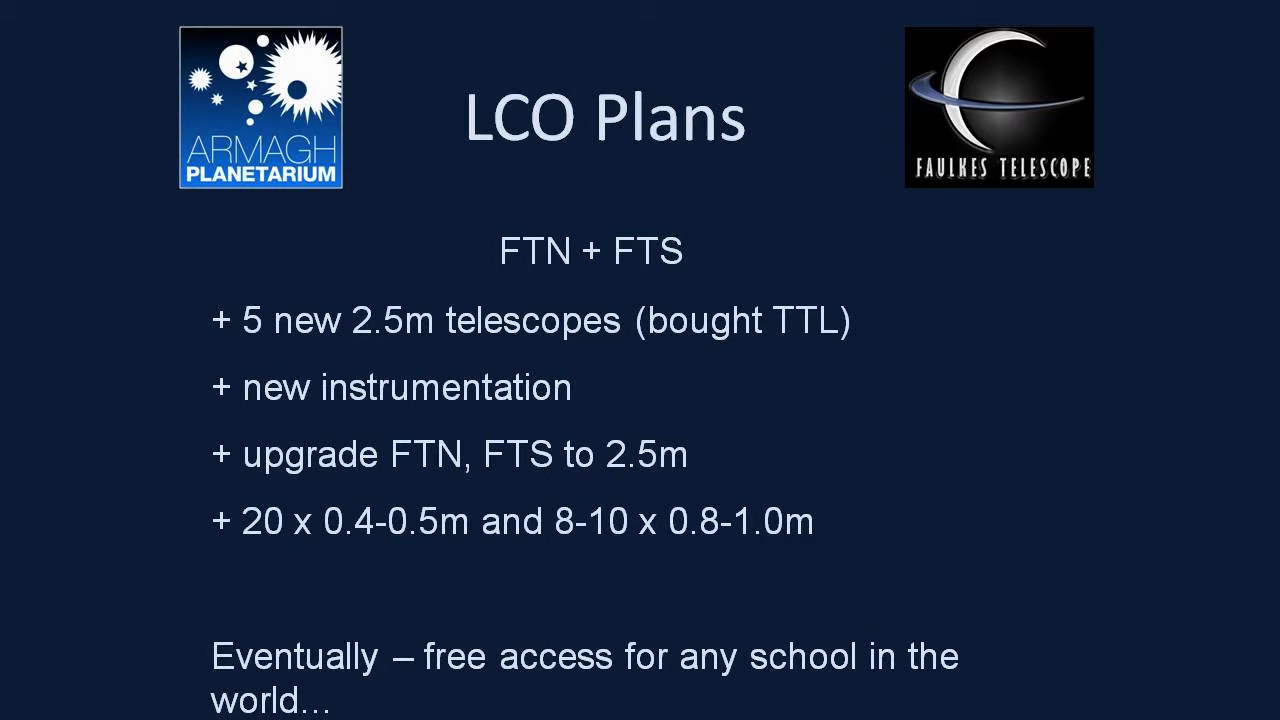 ARMAGH
PLANETARIUM
LCO Plans
FAULKES TELESCOPE
FTN + FTS
+ 5 new 2.5m telescopes (bought TTL)
+ new instrumentation
+ upgrade FTN, FTS to 2.5m
+ 20 x 0.4-0.5m and 8-10 x 0.8-1.0m
Eventually – free access for any school in the
world…